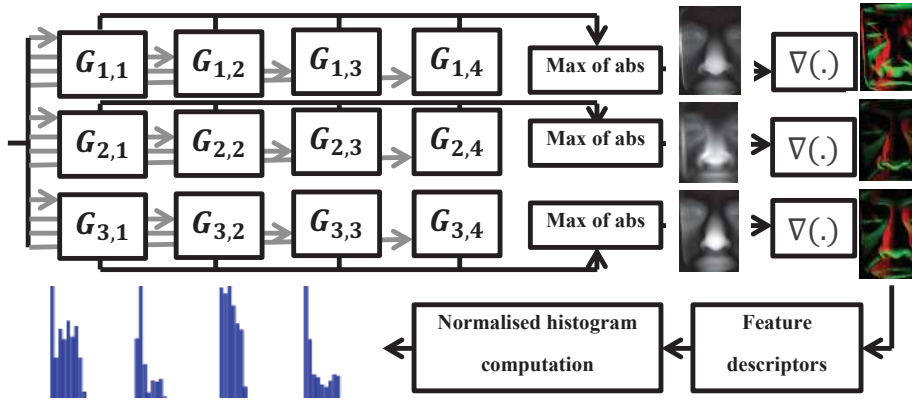 G1,1 G1,2 G1,3 G1,4 Max of abs ∇(.)
G2,1 G2,2 G2,3 G2,4 Max of abs ∇(.)
G3,1 G3,2 G3,3 G3,4 Max of abs ∇(.)
Normalised histogram
computation
Feature
descriptors